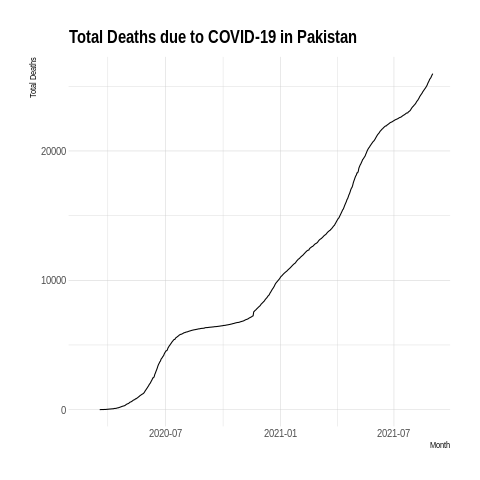 Total Deaths due to COVID-19 in Pakistan
Total Deaths
20000
10000
0
2020-07
2021-01
2021-07
Month